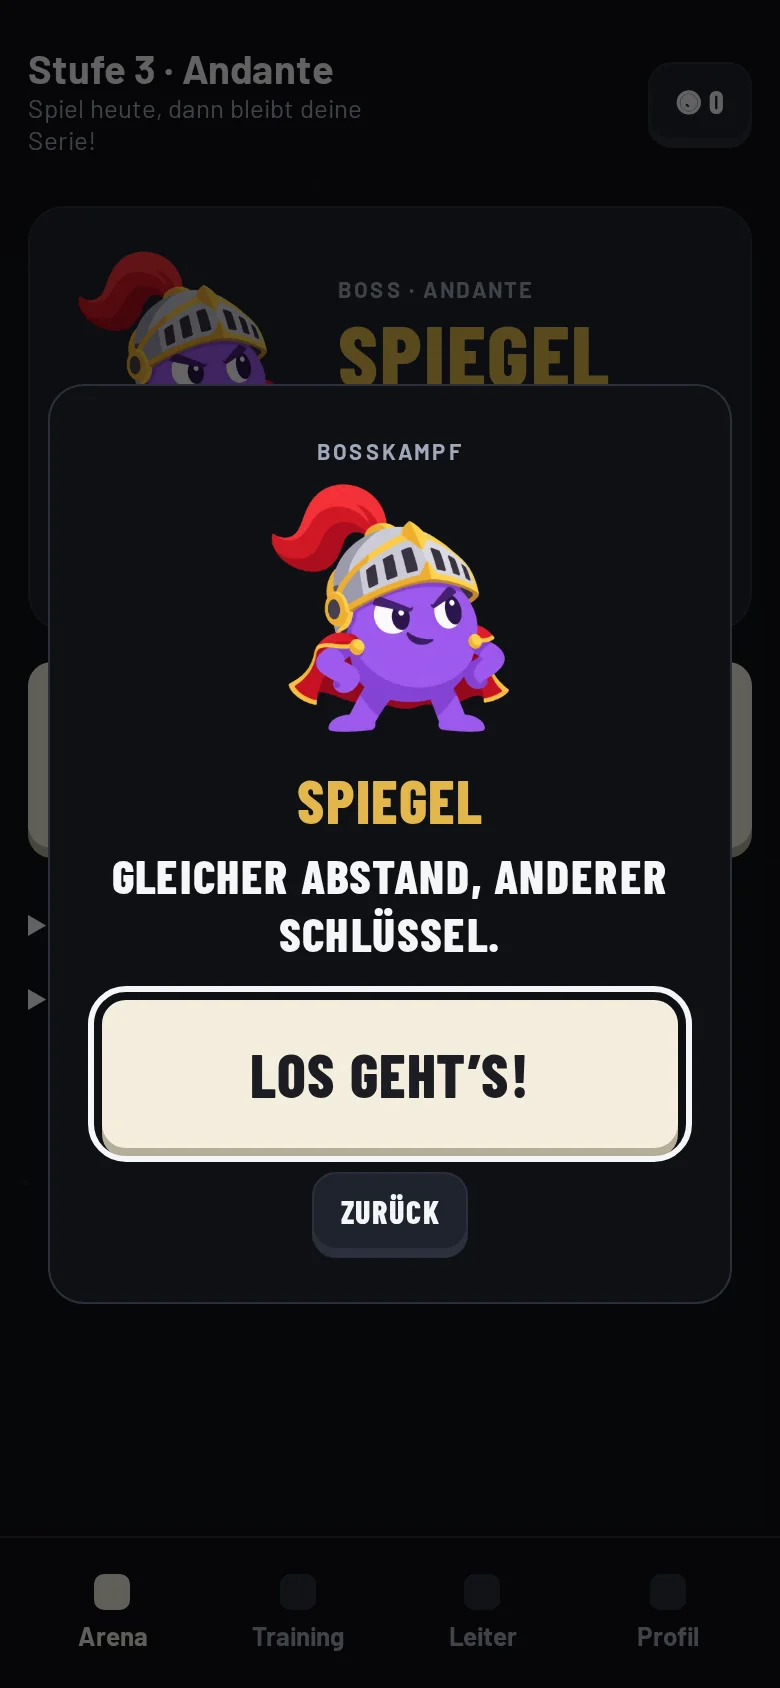 Stufe 3 · Andante
Spiel heute, dann bleibt deine
Serie!
0
BOSS · ANDANTE
SPIEGEL
BOSSKAMPF
SPIEGEL
GLEICHER ABSTAND, ANDERER
SCHLÜSSEL.
LOS GEHT’S!
ZURÜCK
Arena
Training
Leiter
Profil